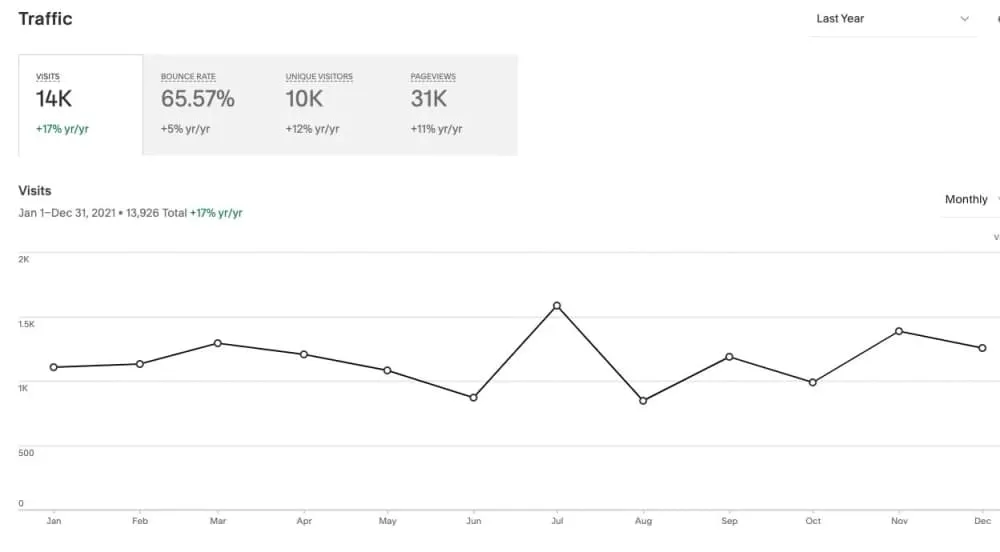 Traffic
Last Year
VISITS BOUNCE RATE UNIQUE VISITORS PAGEVIEWS
14K 65.57% 10K 31K
+17% yr/yr +5% yr/yr +12% yr/yr +11% yr/yr
Visits
Jan 1–Dec 31, 2021 • 13,926 Total +17% yr/yr
Monthly
2K
1.5K
1K
500
0
Jan Feb Mar Apr May Jun Jul Aug Sep Oct Nov Dec